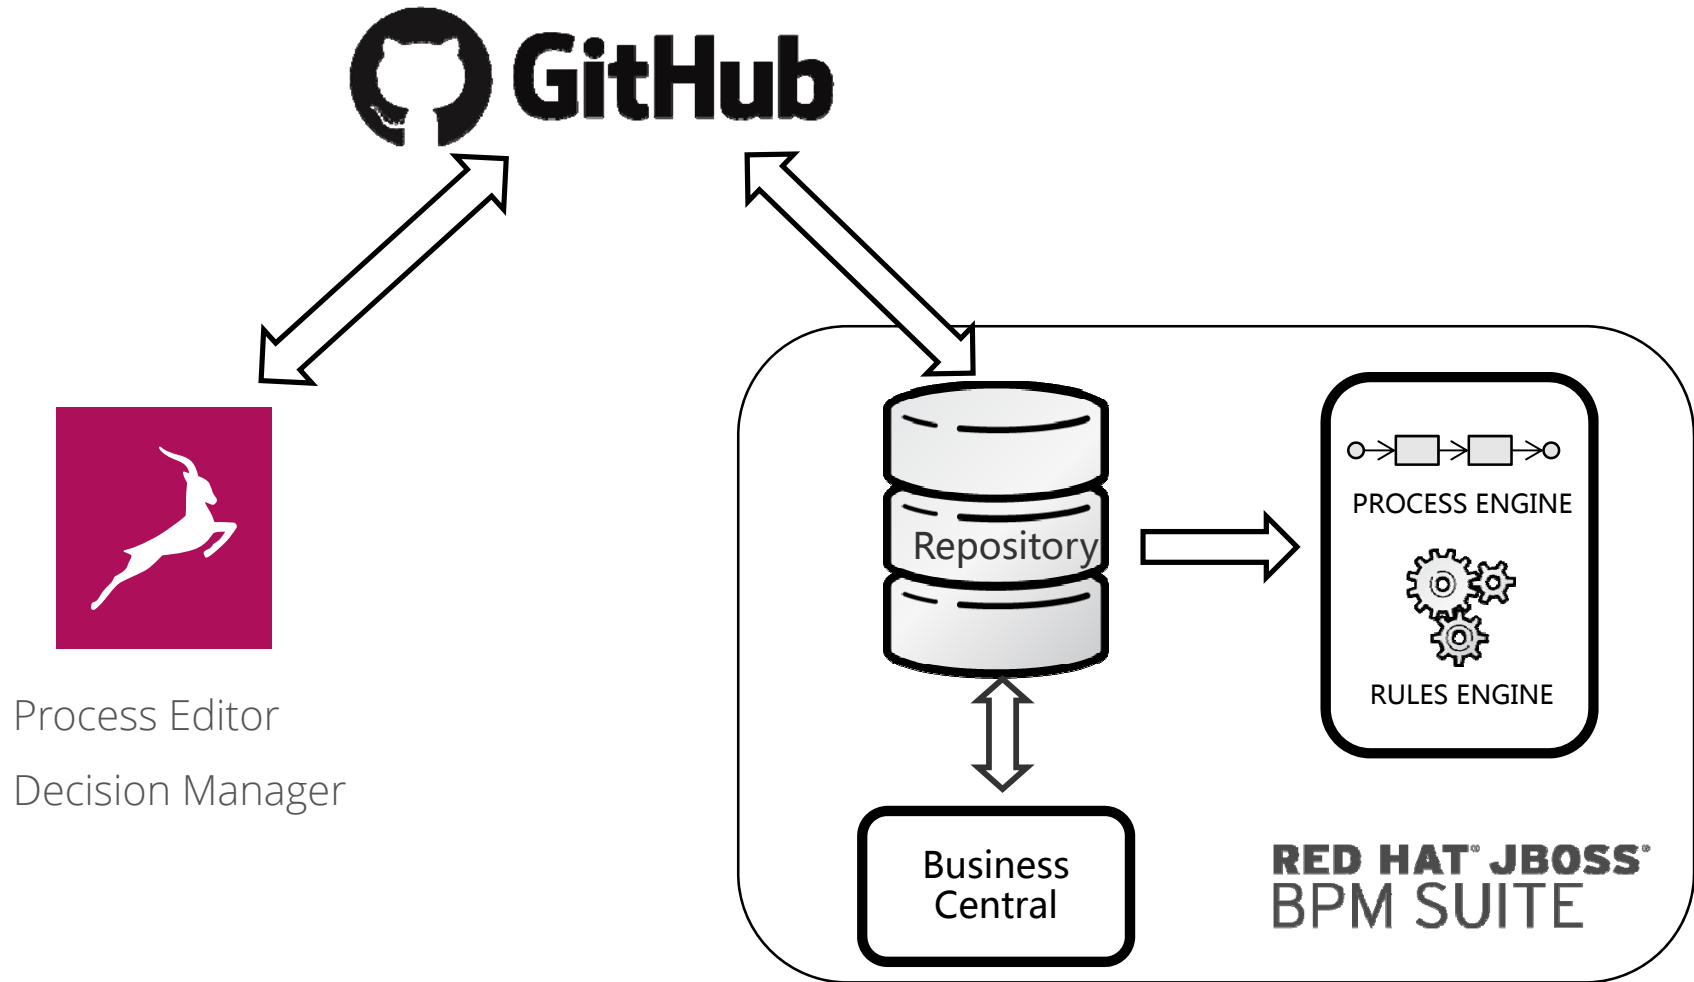 GitHub
Process Editor
Decision Manager
Repository
PROCESS ENGINE
RULES ENGINE
Business
Central
RED HAT® JBOSS®
BPM SUITE